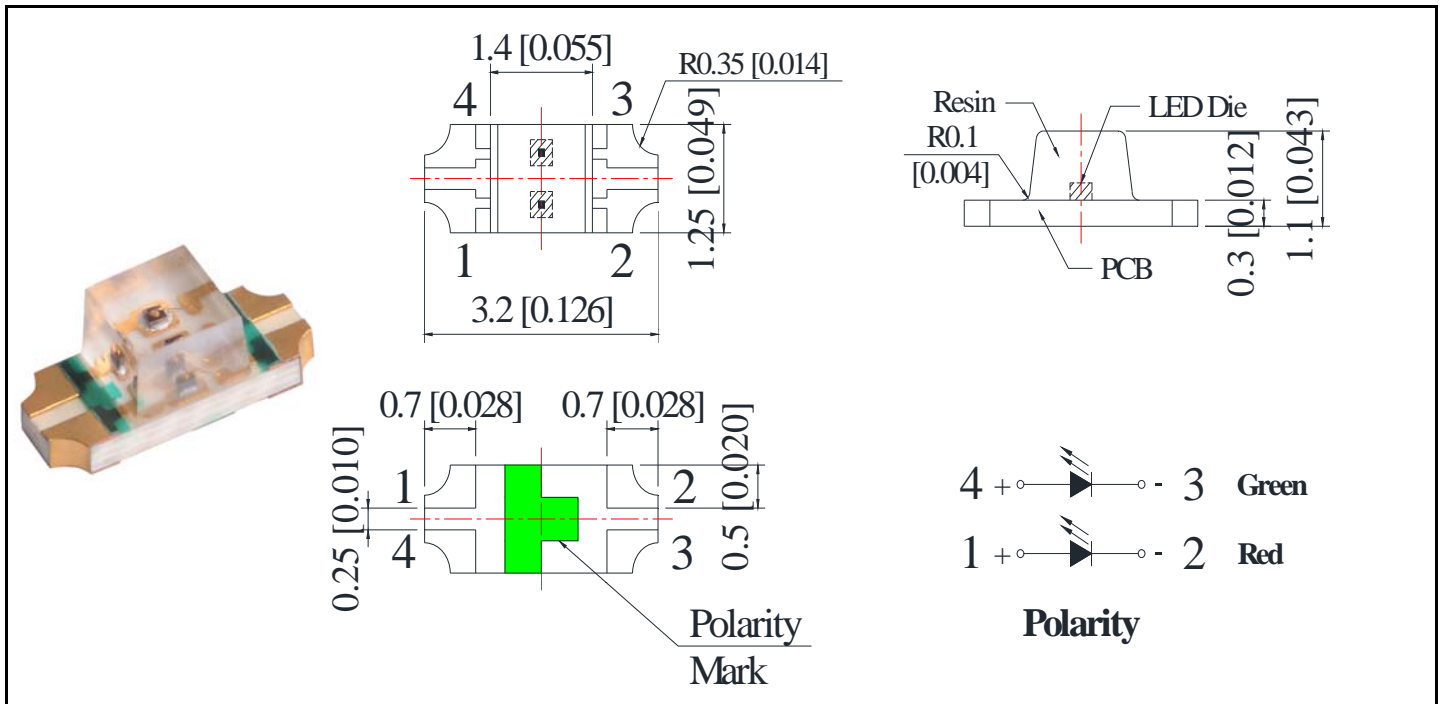 1.4 [0.055]
R0.35 [0.014]
4
3
1
2
1.25 [0.049]
3.2 [0.126]
Resin
LED Die
R0.1
[0.004]
PCB
0.3 [0.012]
1.1 [0.043]
0.7 [0.028]
0.7 [0.028]
0.25 [0.010]
1
2
4
3
0.5 [0.020]
Polarity
Mark
4 + - 3 Green
1 + - 2 Red
Polarity